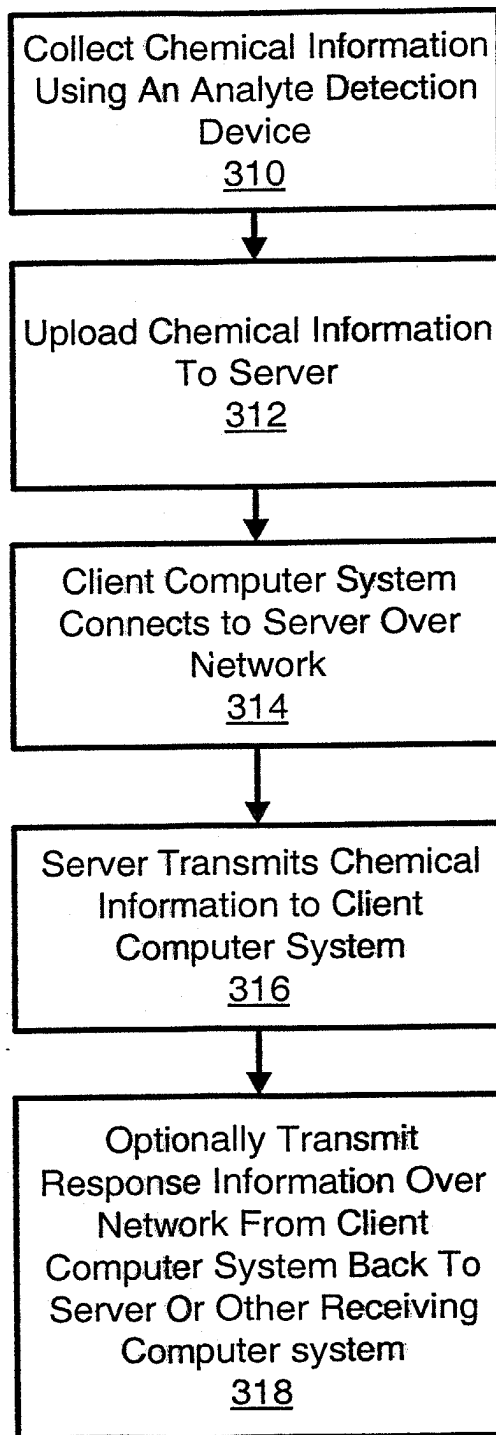 Collect Chemical Information
Using An Analyte Detection
Device
310
Upload Chemical Information
To Server
312
Client Computer System
Connects to Server Over
Network
314
Server Transmits Chemical
Information to Client
Computer System
316
Optionally Transmit
Response Information Over
Network From Client
Computer System Back To
Server Or Other Receiving
Computer system
318